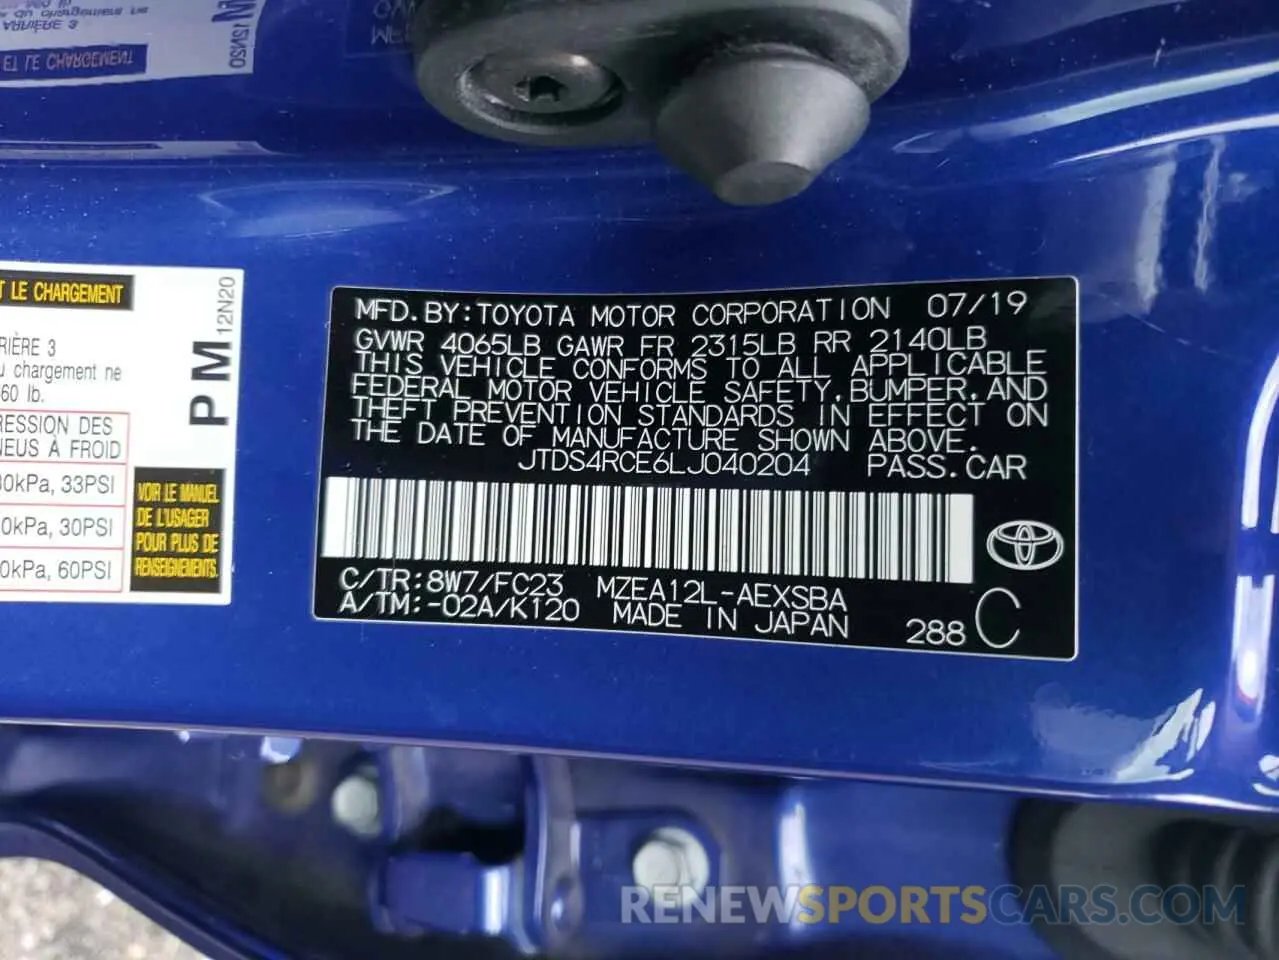 ET LE CHARGEMENT
12N20
T LE CHARGEMENT
RIÈRE 3
u chargement ne
60 lb.
PM
12N20
RESSION DES
NEUS À FROID
0kPa, 33PSI
0kPa, 30PSI
0kPa, 60PSI
VOIR LE MANUEL
DE L'USAGER
POUR PLUS DE
RENSEIGNEMENTS.
MFD. BY: TOYOTA MOTOR CORPORATION 07/19
GVWR 4065LB GAWR FR 2315LB RR 2140LB
THIS VEHICLE CONFORMS TO ALL APPLICABLE
FEDERAL MOTOR VEHICLE SAFETY, BUMPER, AND
THEFT PREVENTION STANDARDS IN EFFECT ON
THE DATE OF MANUFACTURE SHOWN ABOVE.
JTDS4RCE6LJ040204 PASS. CAR
C/TR: 8W7/FC23 MZEA12L-AEXSBA
A/TM: -02A/K120 MADE IN JAPAN 288 C
RENEWSPORTSCARS.COM